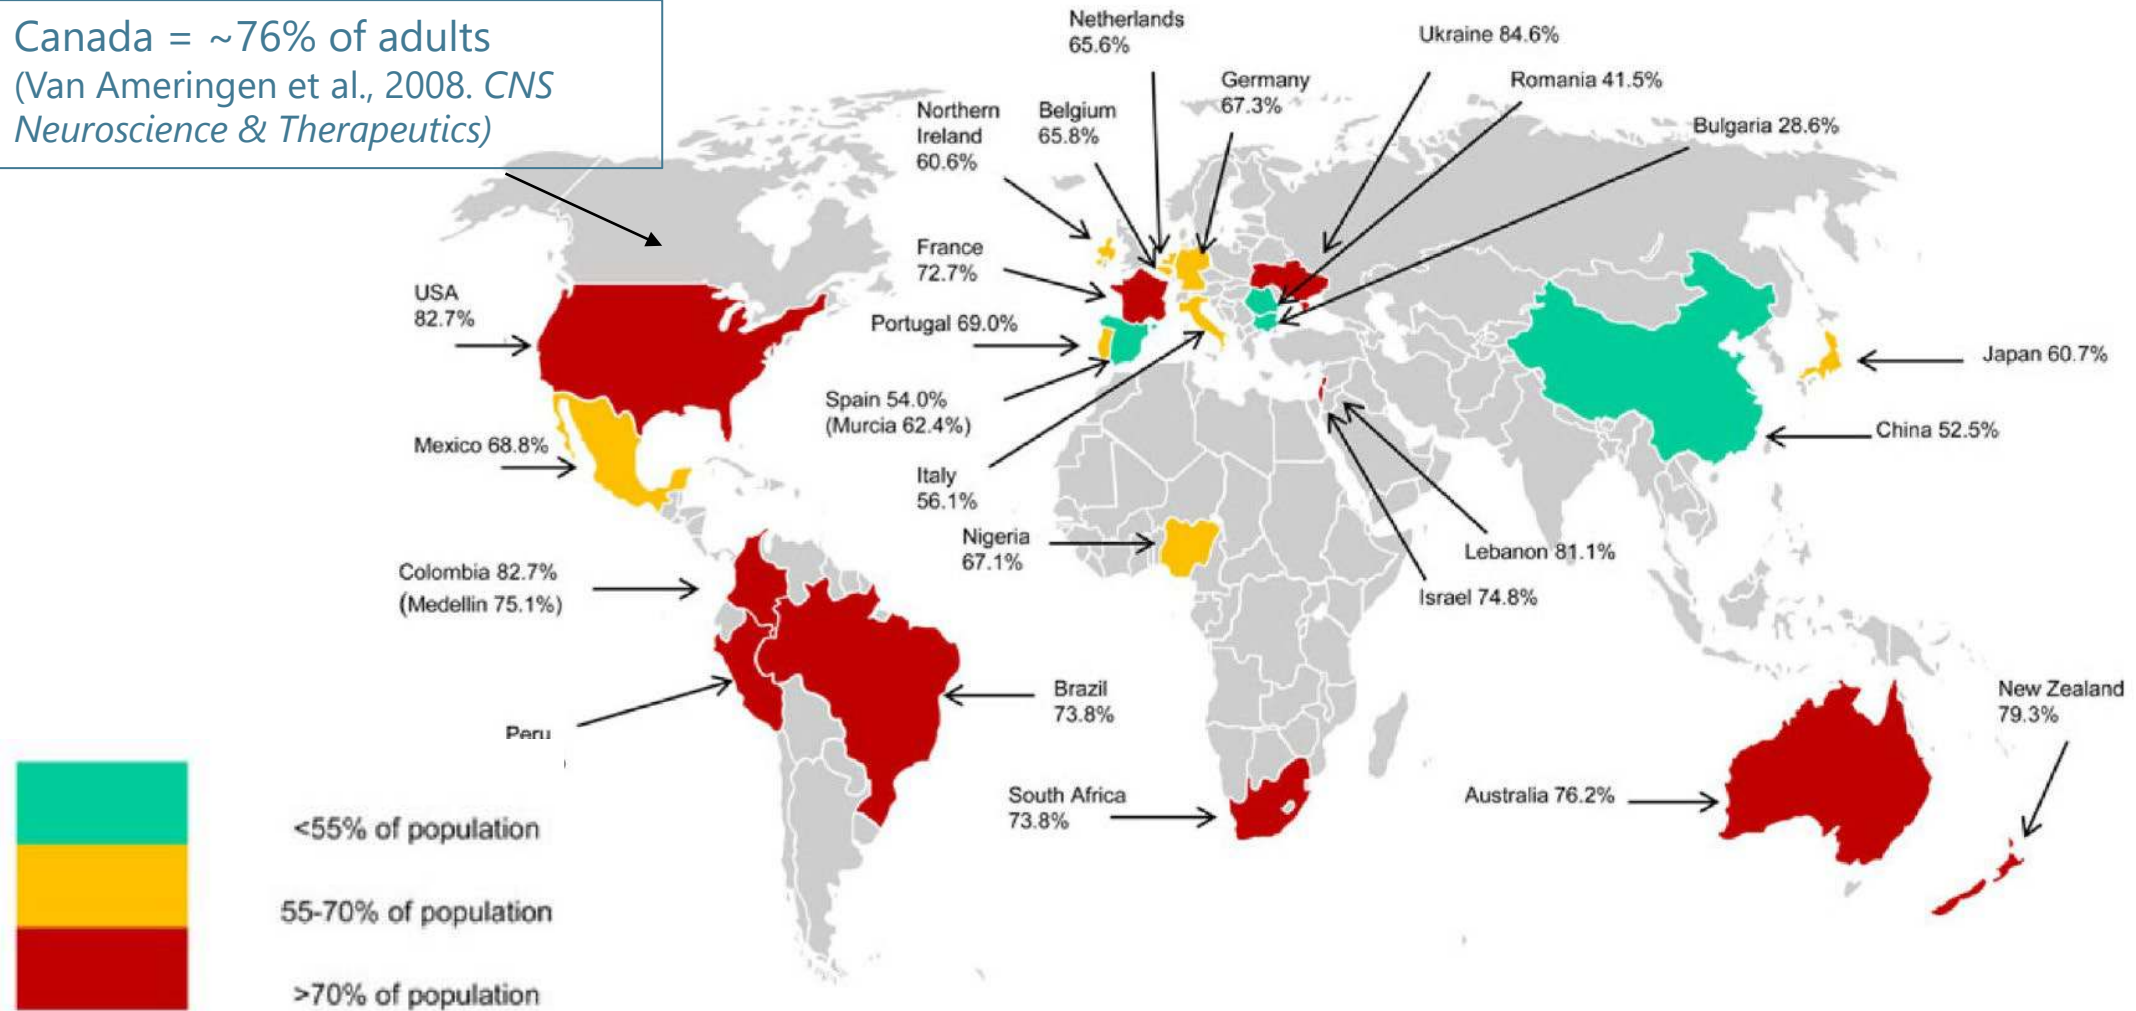 Canada = ~76% of adults
(Van Ameringen et al., 2008. CNS
Neuroscience & Therapeutics)
Netherlands
65.6%
Ukraine 84.6%
Germany
67.3%
Romania 41.5%
Northern
Ireland
60.6%
Belgium
65.8%
Bulgaria 28.6%
France
72.7%
USA
82.7%
Portugal 69.0%
Japan 60.7%
Spain 54.0%
(Murcia 62.4%)
China 52.5%
Mexico 68.8%
Italy
56.1%
Nigeria
67.1%
Lebanon 81.1%
Colombia 82.7%
(Medellin 75.1%)
Israel 74.8%
Brazil
73.8%
New Zealand
79.3%
Peru
South Africa
73.8%
Australia 76.2%
<55% of population
55-70% of population
>70% of population